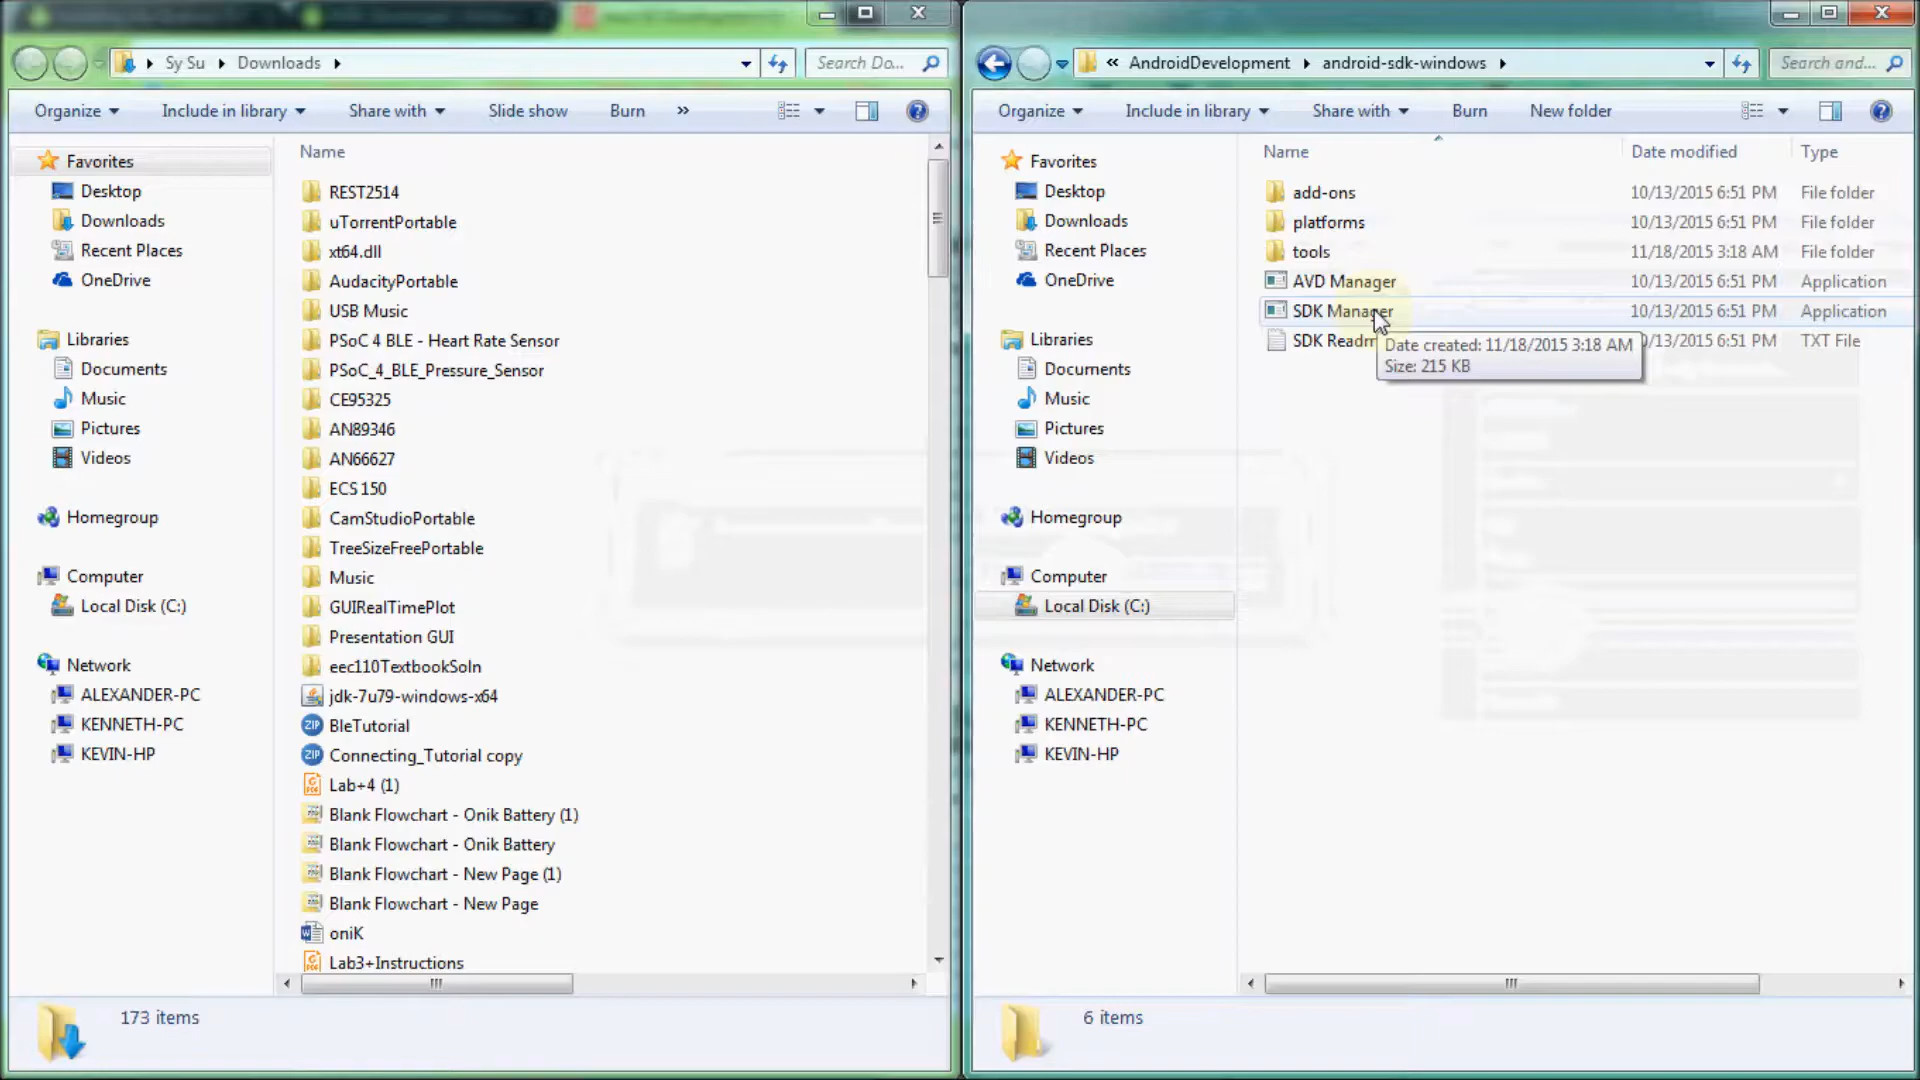 Sy Su Downloads
Search Do...
Organize Include in library Share with Slide show Burn »
Favorites
Desktop
Downloads
Recent Places
OneDrive
Libraries
Documents
Music
Pictures
Videos
Homegroup
Computer
Local Disk (C:)
Network
ALEXANDER-PC
KENNETH-PC
KEVIN-HP
Name
REST2514
uTorrentPortable
xt64.dll
AudacityPortable
USB Music
PSoC 4 BLE - Heart Rate Sensor
PSoC_4_BLE_Pressure_Sensor
CE95325
AN89346
AN66627
ECS 150
CamStudioPortable
TreeSizeFreePortable
Music
GUIRealTimePlot
Presentation GUI
eec110TextbookSoln
jdk-7u79-windows-x64
BleTutorial
Connecting_Tutorial copy
Lab+4 (1)
Blank Flowchart - Onik Battery (1)
Blank Flowchart - Onik Battery
Blank Flowchart - New Page (1)
Blank Flowchart - New Page
oniK
Lab3+Instructions
173 items
« AndroidDevelopment android-sdk-windows
Search and...
Organize Include in library Share with Burn New folder
Favorites
Desktop
Downloads
Recent Places
OneDrive
Libraries
Documents
Music
Pictures
Videos
Homegroup
Computer
Local Disk (C:)
Network
ALEXANDER-PC
KENNETH-PC
KEVIN-HP
Name Date modified Type
add-ons 10/13/2015 6:51 PM File folder
platforms 10/13/2015 6:51 PM File folder
tools 11/18/2015 3:18 AM File folder
AVD Manager 10/13/2015 6:51 PM Application
SDK Manager 10/13/2015 6:51 PM Application
SDK Readm 0/13/2015 6:51 PM TXT File
Date created: 11/18/2015 3:18 AM
Size: 215 KB
6 items